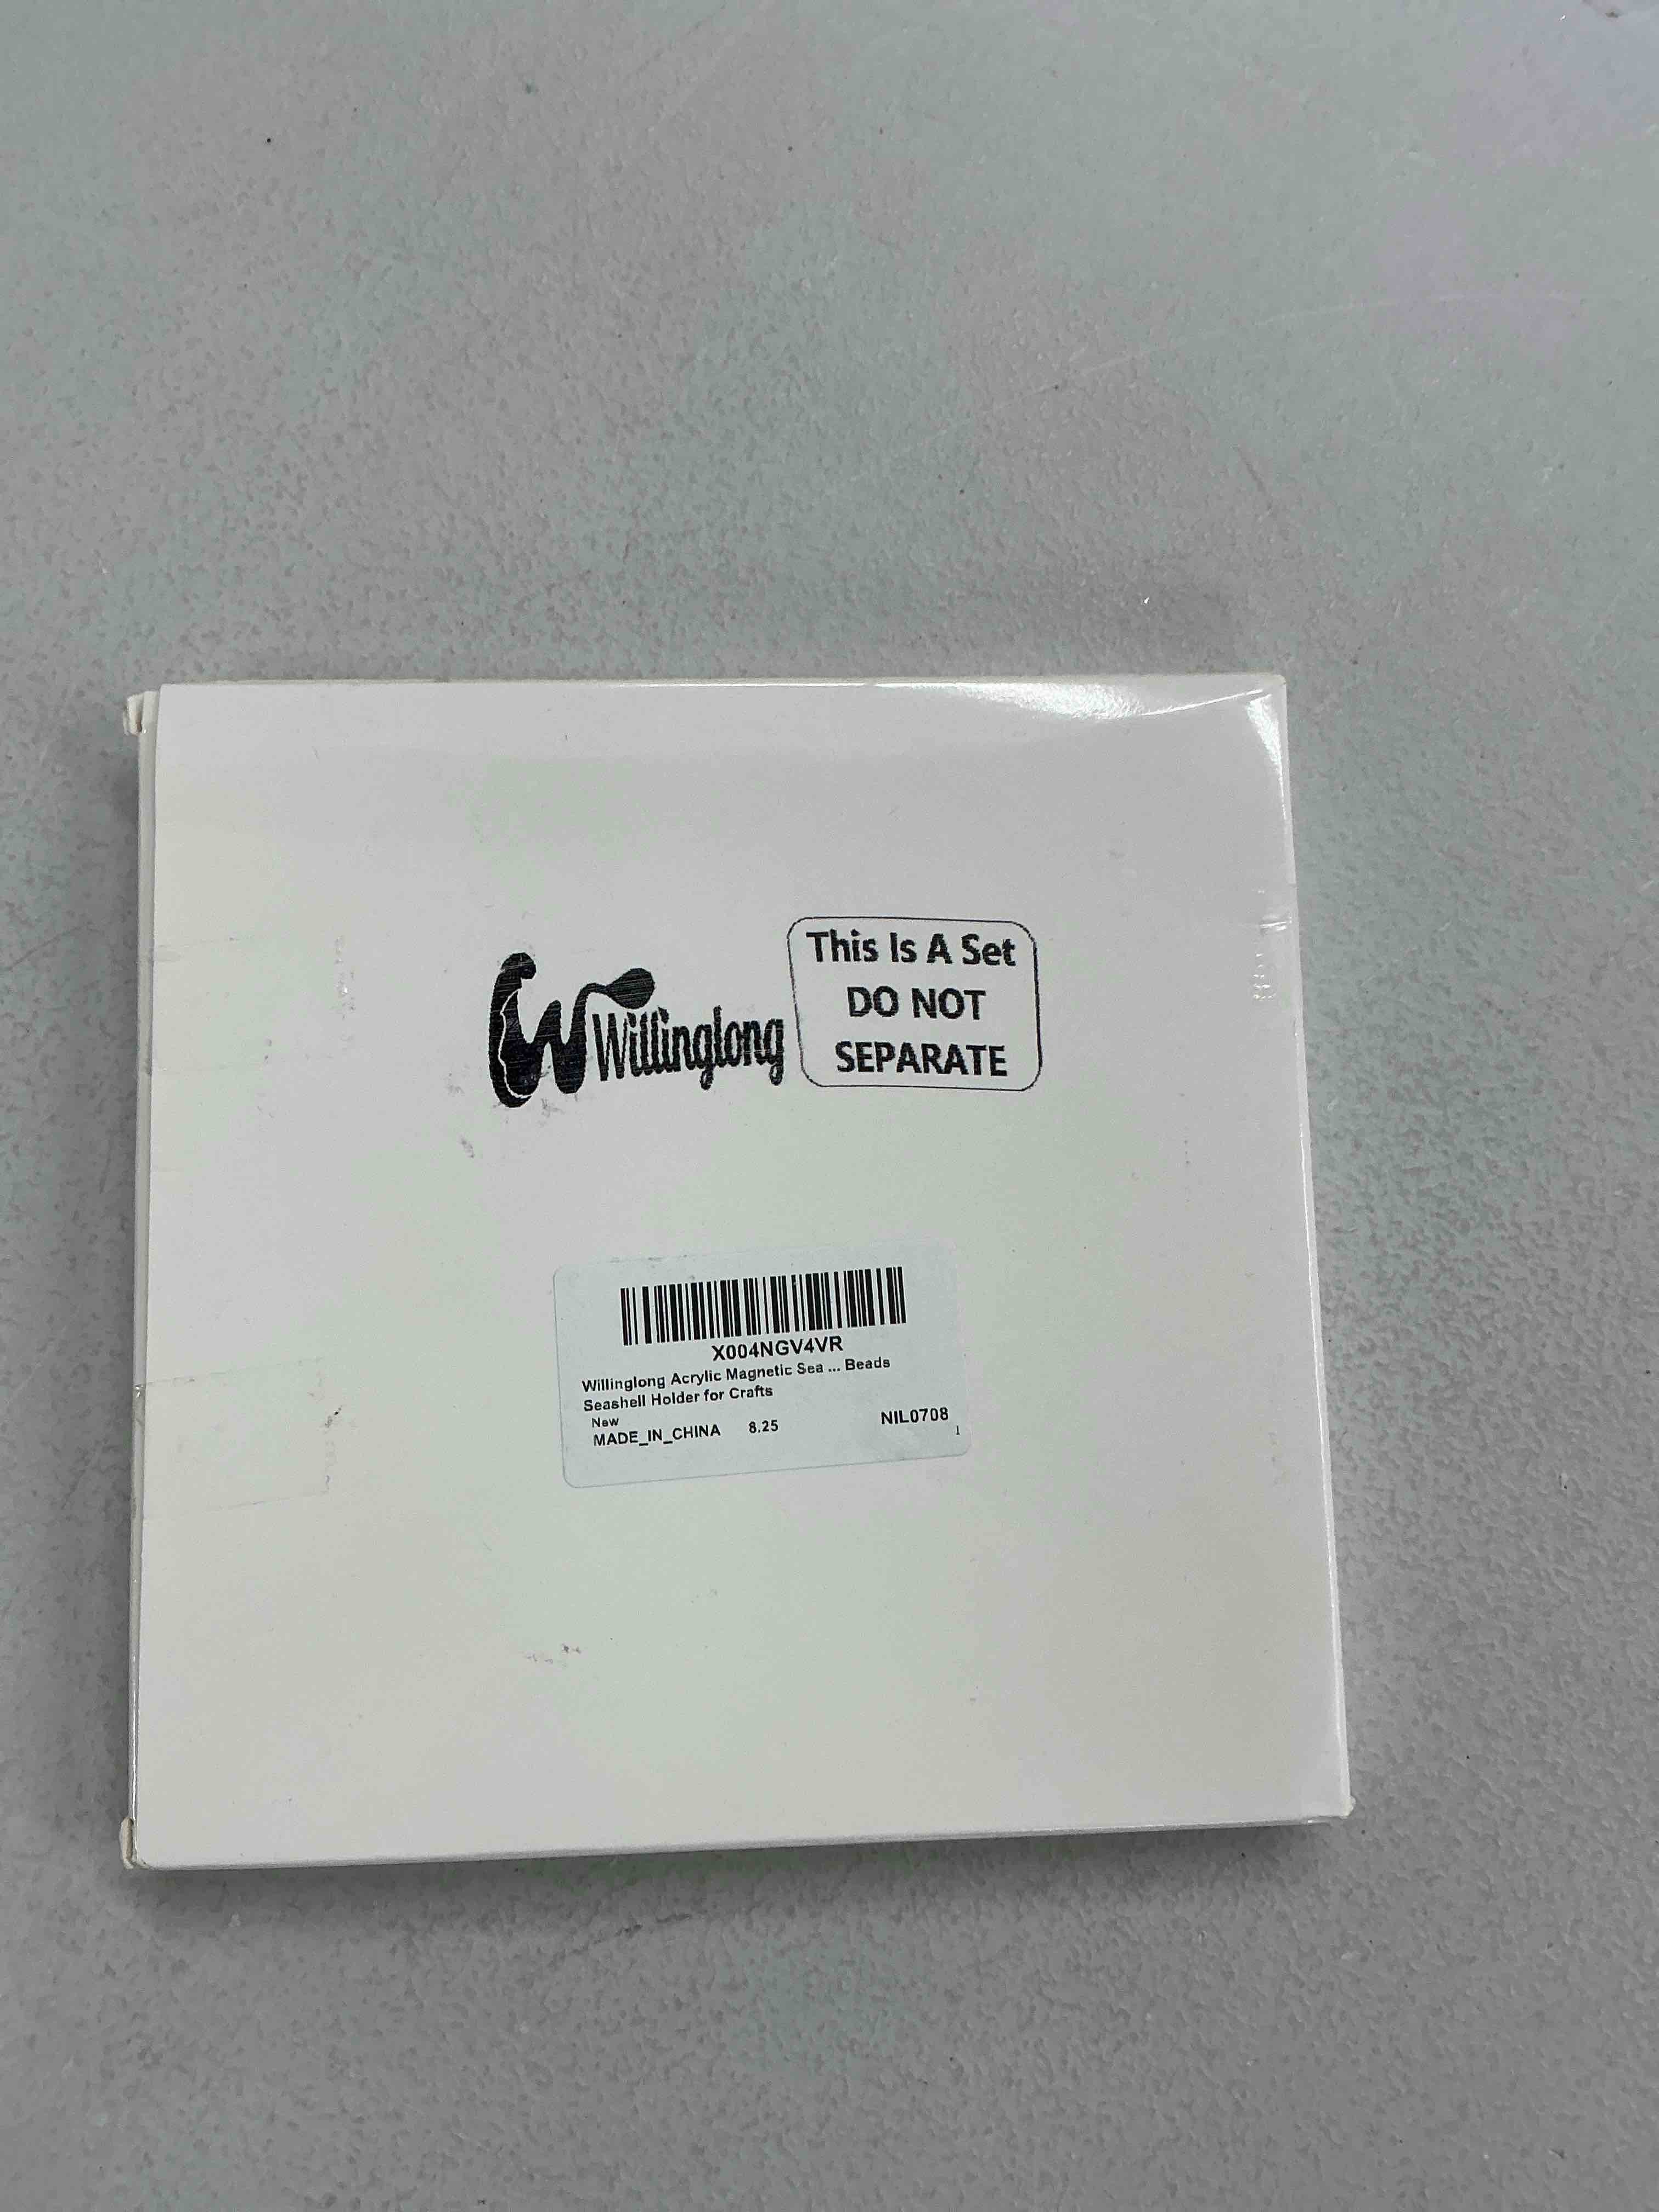 Willinglong
This Is A Set
DO NOT
SEPARATE
X004NGV4VR
Willinglong Acrylic Magnetic Sea ... Beads
Seashell Holder for Crafts
New
MADE_IN_CHINA 8.25 NIL0708
1